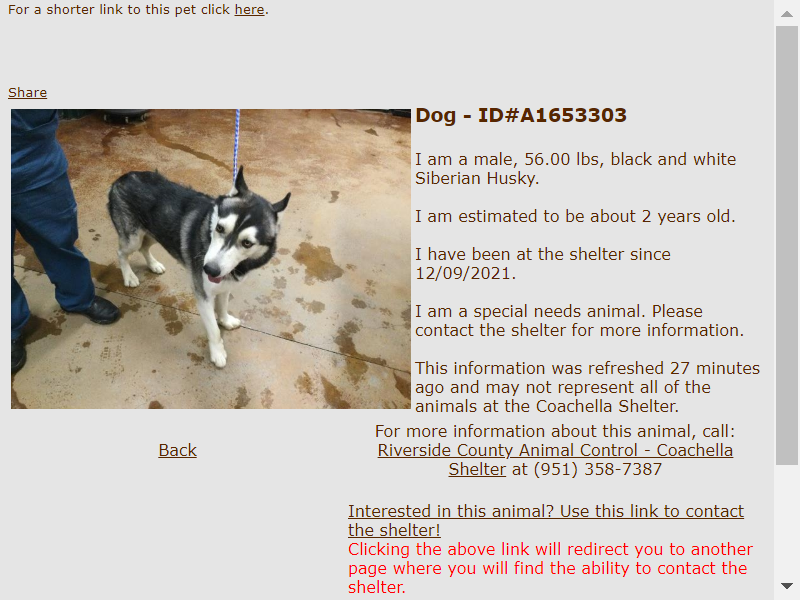 For a shorter link to this pet click here.
Share
Dog - ID#A1653303
I am a male, 56.00 lbs, black and white
Siberian Husky.
I am estimated to be about 2 years old.
I have been at the shelter since
12/09/2021.
I am a special needs animal. Please
contact the shelter for more information.
This information was refreshed 27 minutes
ago and may not represent all of the
animals at the Coachella Shelter.
Back
For more information about this animal, call:
Riverside County Animal Control - Coachella
Shelter at (951) 358-7387
Interested in this animal? Use this link to contact
the shelter!
Clicking the above link will redirect you to another
page where you will find the ability to contact the
shelter.